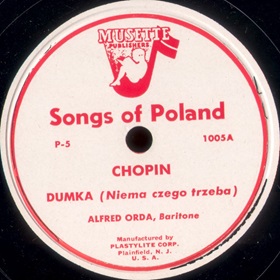 MUSETTE
PUBLISHERS, INC.
Songs of Poland
P-5 1005A
CHOPIN
DUMKA (Niema czego trzeba)
ALFRED ORDA, Baritone
Manufactured by
PLASTYLITE CORP.
Plainfield, N. J.
U. S. A.